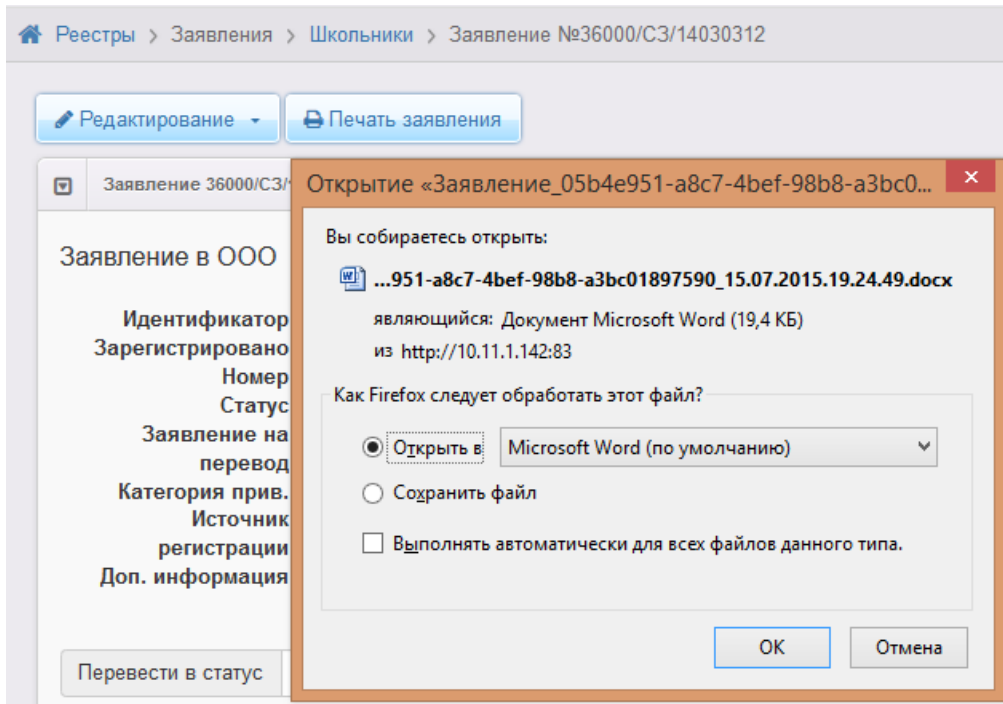 Реестры > Заявления > Школьники > Заявление №36000/СЗ/14030312
Редактирование
Печать заявления
Заявление 36000/СЗ/
Открытие «Заявление_05b4e951-a8c7-4bef-98b8-a3bc0...
Вы собираетесь открыть:
...951-a8c7-4bef-98b8-a3bc01897590_15.07.2015.19.24.49.docx
являющийся: Документ Microsoft Word (19,4 КБ)
из http://10.11.1.142:83
Как Firefox следует обработать этот файл?
Открыть в Microsoft Word (по умолчанию)
Сохранить файл
Выполнять автоматически для всех файлов данного типа.
ОК Отмена
Заявление в ООО
Идентификатор
Зарегистрировано
Номер
Статус
Заявление на
перевод
Категория прив.
Источник
регистрации
Доп. информация
Перевести в статус